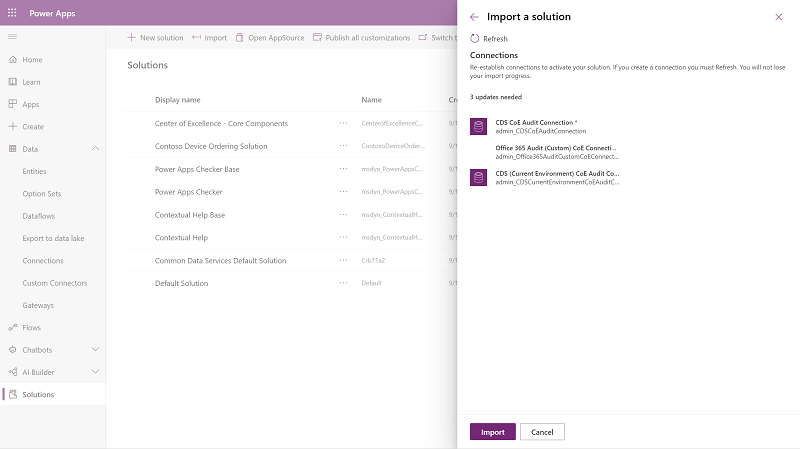 Power Apps
Home
Learn
Apps
Create
Data
Entities
Option Sets
Dataflows
Export to data lake
Connections
Custom Connectors
Gateways
Flows
Chatbots
AI Builder
Solutions
New solution Import Open AppSource Publish all customizations Switch t
Solutions
Display name Name Cre
Center of Excellence - Core Components ··· CenterofExcellenceC... 9/1
Contoso Device Ordering Solution ··· ContosoDeviceOrder... 9/1
Power Apps Checker Base ··· msdyn_PowerAppsC... 9/1
Power Apps Checker ··· msdyn_PowerAppsC... 9/1
Contextual Help Base ··· msdyn_ContextualH... 9/1
Contextual Help ··· msdyn_ContextualH... 9/1
Common Data Services Default Solution ··· Crb71a2 9/1
Default Solution ··· Default 9/1
Import a solution
Refresh
Connections
Re-establish connections to activate your solution. If you create a connection you must Refresh. You will not lose
your import progress.
3 updates needed
CDS CoE Audit Connection *
admin_CDSCoEAuditConnection
Office 365 Audit (Custom) CoE Connecti...
admin_Office365AuditCustomCoEConnect...
CDS (Current Environment) CoE Audit Co...
admin_CDSCurrentEnvironmentCoEAuditC...
Import Cancel